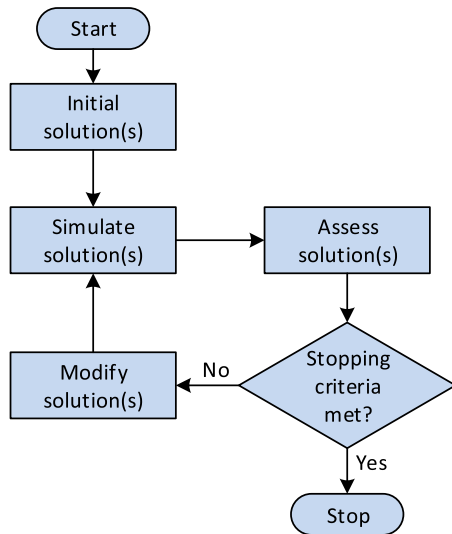 Start
Initial
solution(s)
Simulate
solution(s)
Assess
solution(s)
Stopping
criteria
met?
No
Modify
solution(s)
Yes
Stop